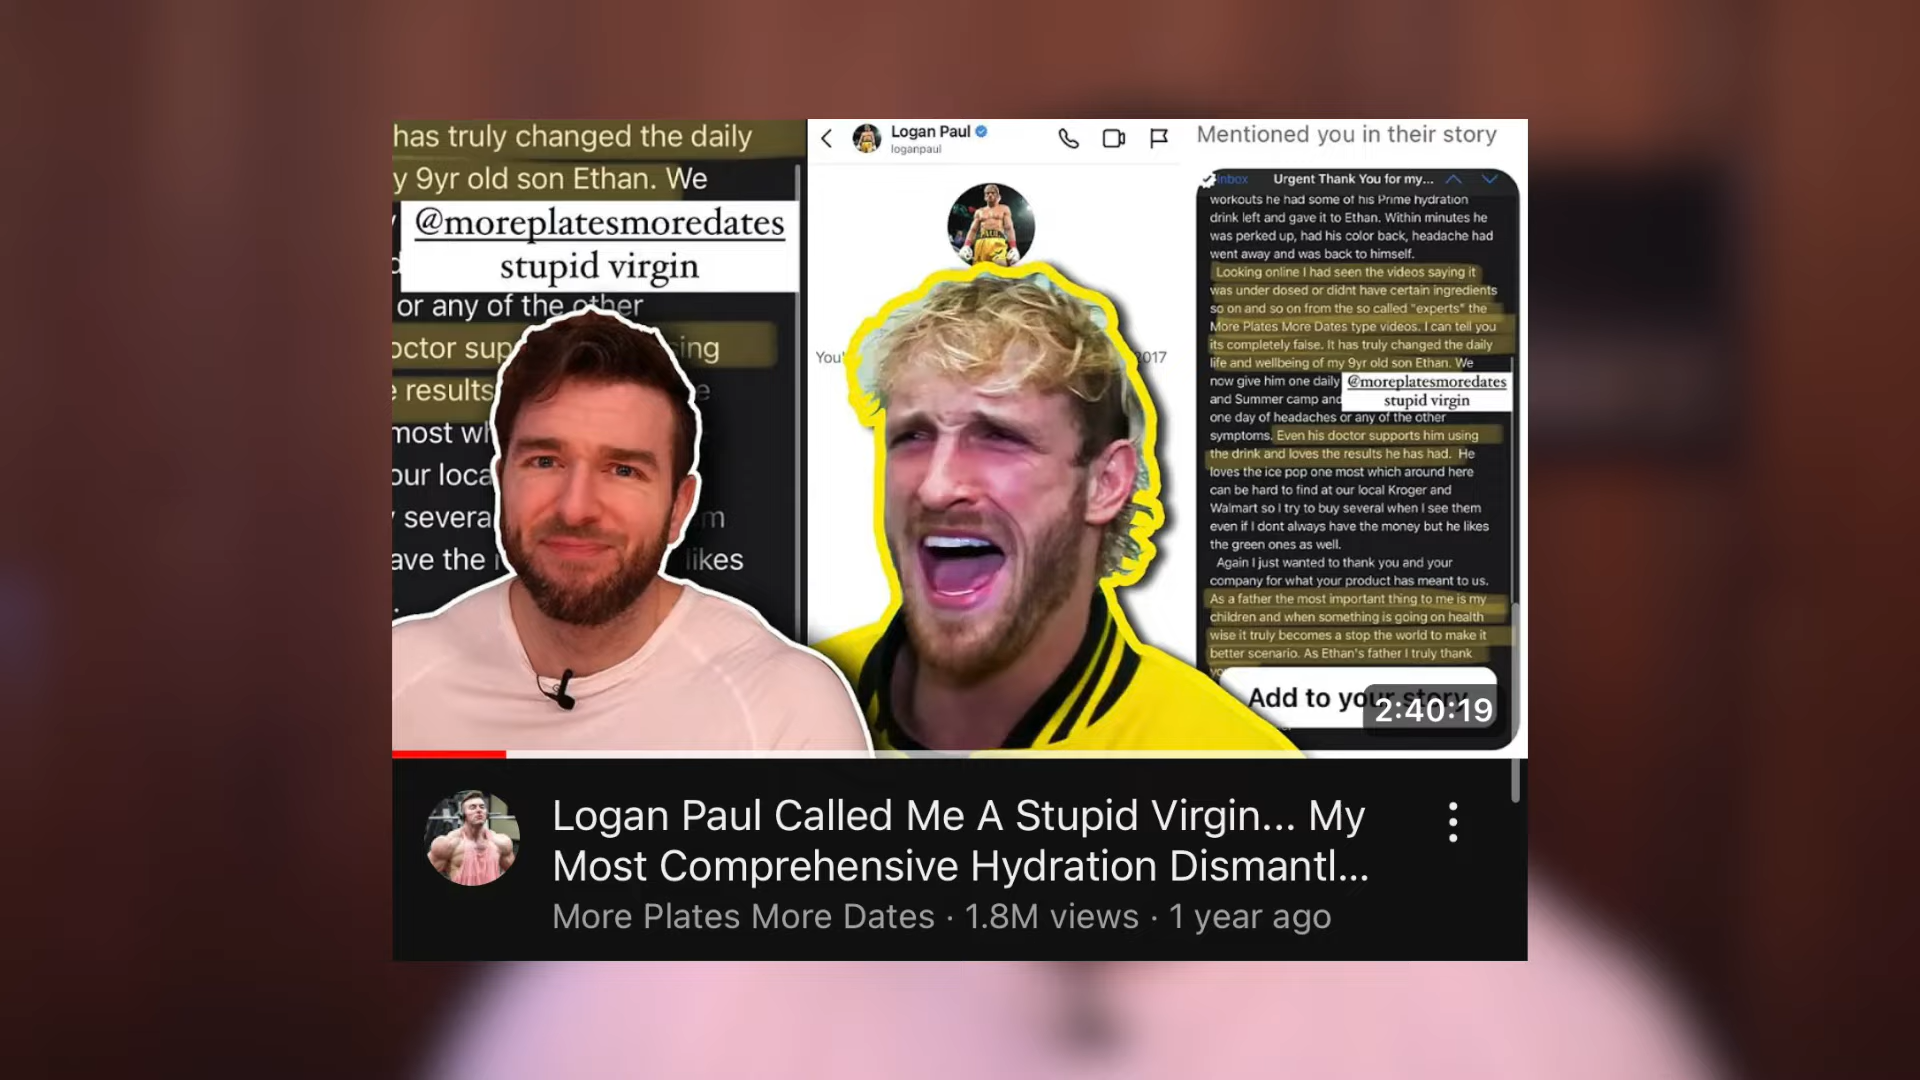 has truly changed the daily
y 9yr old son Ethan. We
@moreplatesmoredates
stupid virgin
or any of the other
octor sup sing
e results e
most wh
our loca
severa m
ave the likes
Logan Paul
loganpaul
You' 2017
Mentioned you in their story
Inbox Urgent Thank You for my...
workouts he had some of his Prime hydration
drink left and gave it to Ethan. Within minutes he
was perked up, had his color back, headache had
went away and was back to himself.
Looking online I had seen the videos saying it
was under dosed or didnt have certain ingredients
so on and so on from the so called "experts" the
More Plates More Dates type videos. I can tell you
its completely false. It has truly changed the daily
life and wellbeing of my 9yr old son Ethan. We
now give him one daily
@moreplatesmoredates
stupid virgin
and Summer camp and
one day of headaches or any of the other
symptoms. Even his doctor supports him using
the drink and loves the results he has had. He
loves the ice pop one most which around here
can be hard to find at our local Kroger and
Walmart so I try to buy several when I see them
even if I dont always have the money but he likes
the green ones as well.
Again I just wanted to thank you and your
company for what your product has meant to us.
As a father the most important thing to me is my
children and when something is going on health
wise it truly becomes a stop the world to make it
better scenario. As Ethan's father I truly thank
Add to your story
2:40:19
Logan Paul Called Me A Stupid Virgin... My
Most Comprehensive Hydration Dismantl...
More Plates More Dates · 1.8M views · 1 year ago